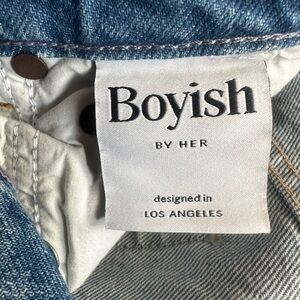 Boyish
BY HER
designed in
LOS ANGELES